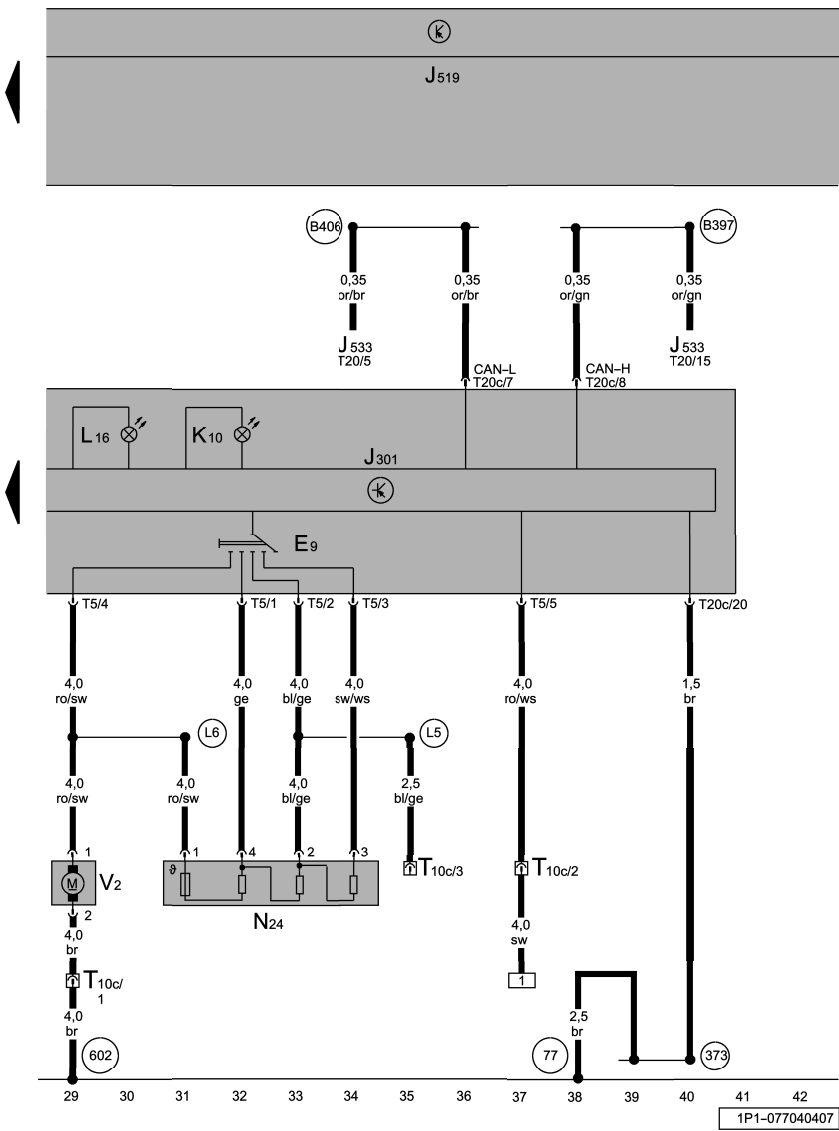 J519
B406
B397
0,35 0,35 0,35 0,35
or/br or/br or/gn or/gn
J533 J533
T20/5 CAN-L CAN-H T20/15
T20c/7 T20c/8
L16 K10
J301
E9
T5/4 T5/1 T5/2 T5/3 T5/5 T20c/20
4,0 4,0 4,0 4,0 4,0 1,5
ro/sw ge bl/ge sw/ws ro/ws br
L6 L5
4,0 4,0 4,0 2,5
ro/sw ro/sw bl/ge bl/ge
1 1 4 2 3
ϑ
M V2 T10c/3 T10c/2
2 N24
4,0 4,0
br sw
T10c/ 1
1
4,0 2,5
br br
602 77 373
29 30 31 32 33 34 35 36 37 38 39 40 41 42
1P1-077040407